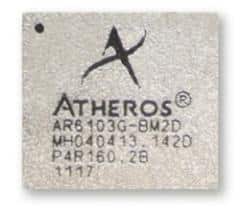 ATHEROS®
AR6103G-BM2D
MH040413.142D
P4R160.2B
1117